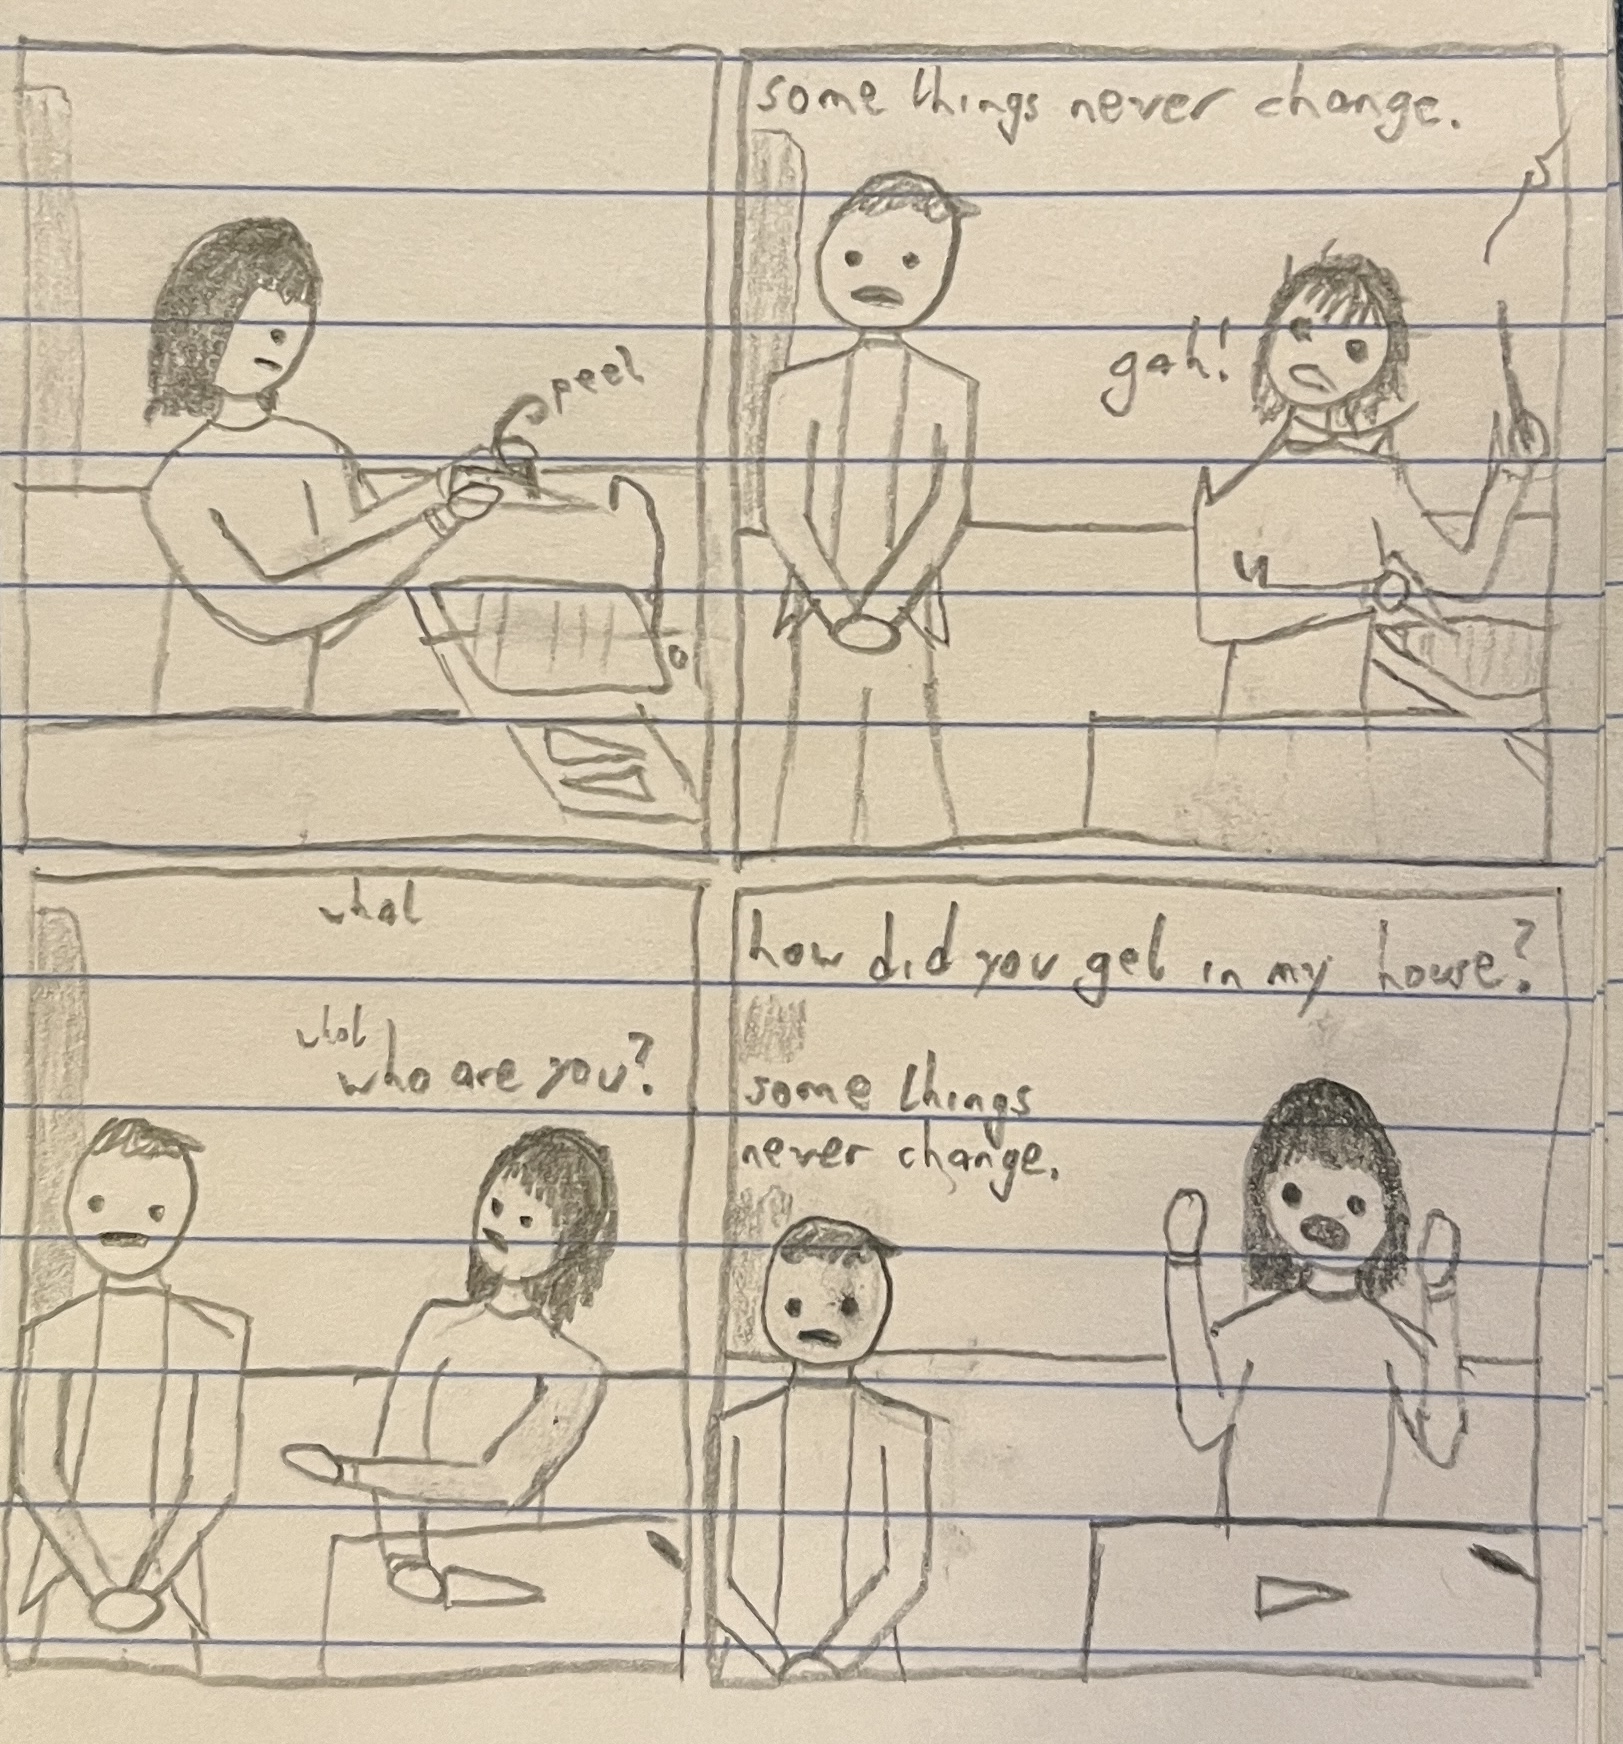 peel
some things never change.
gah!
what
what
who are you?
how did you get in my house?
some things
never change.